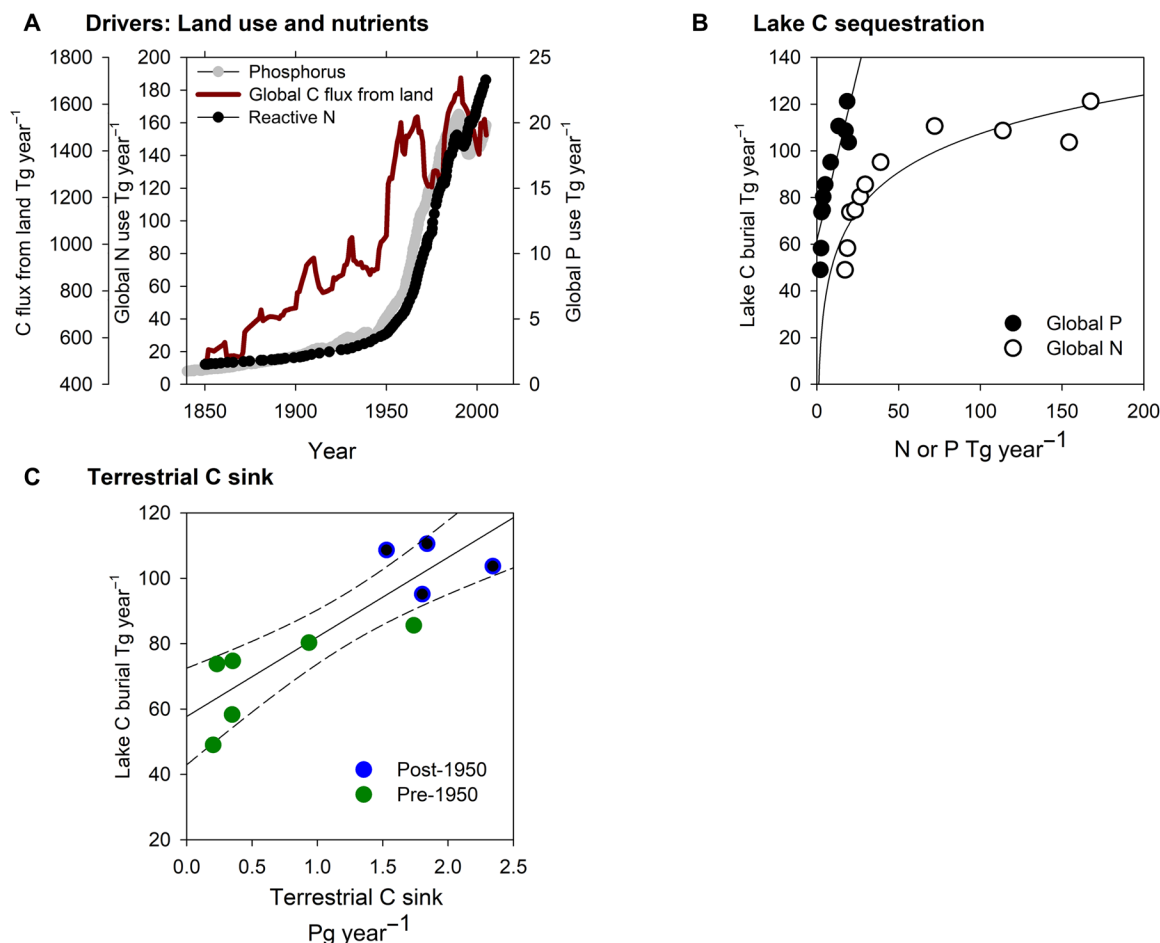 A Drivers: Land use and nutrients
C flux from land Tg year⁻¹
1800
1600
1400
1200
1000
800
600
400
Global N use Tg year⁻¹
200
180
160
140
120
100
80
60
40
20
0
Phosphorus
Global C flux from land
Reactive N
25
20
15
10
5
0
Global P use Tg year⁻¹
1850 1900 1950 2000
Year
B Lake C sequestration
Lake C burial Tg year⁻¹
140
120
100
80
60
40
20
0
Global P
Global N
0 50 100 150 200
N or P Tg year⁻¹
C Terrestrial C sink
Lake C burial Tg year⁻¹
120
100
80
60
40
20
Post-1950
Pre-1950
0.0 0.5 1.0 1.5 2.0 2.5
Terrestrial C sink
Pg year⁻¹